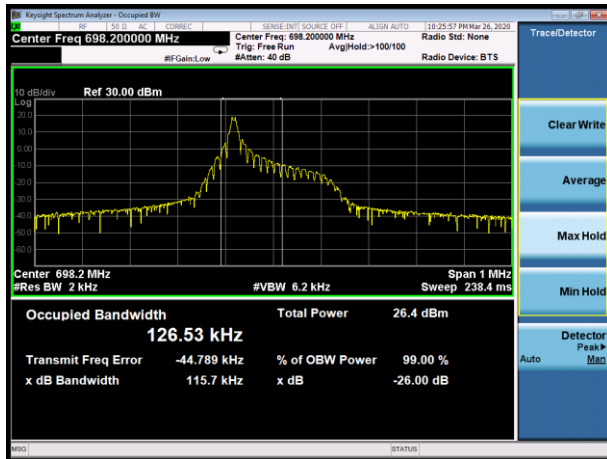 Keysight Spectrum Analyzer - Occupied BW
RF 50 Ω AC CORREC SENSE:INT SOURCE OFF ALIGN AUTO 10:25:57 PM Mar 26, 2020
Center Freq 698.200000 MHz
Center Freq: 698.200000 MHz
Radio Std: None
Trig: Free Run Avg|Hold:>100/100
#IFGain:Low
#Atten: 40 dB
Radio Device: BTS
Trace/Detector
10 dB/div Ref 30.00 dBm
Log
20.0
10.0
0.00
-10.0
-20.0
-30.0
-40.0
-50.0
-60.0
Center 698.2 MHz
Span 1 MHz
#Res BW 2 kHz
#VBW 6.2 kHz
Sweep 238.4 ms
Occupied Bandwidth
126.53 kHz
Total Power 26.4 dBm
Transmit Freq Error -44.789 kHz
% of OBW Power 99.00 %
x dB Bandwidth 115.7 kHz
x dB -26.00 dB
Clear Write
Average
Max Hold
Min Hold
Detector
Peak▶
Auto Man
MSG
STATUS